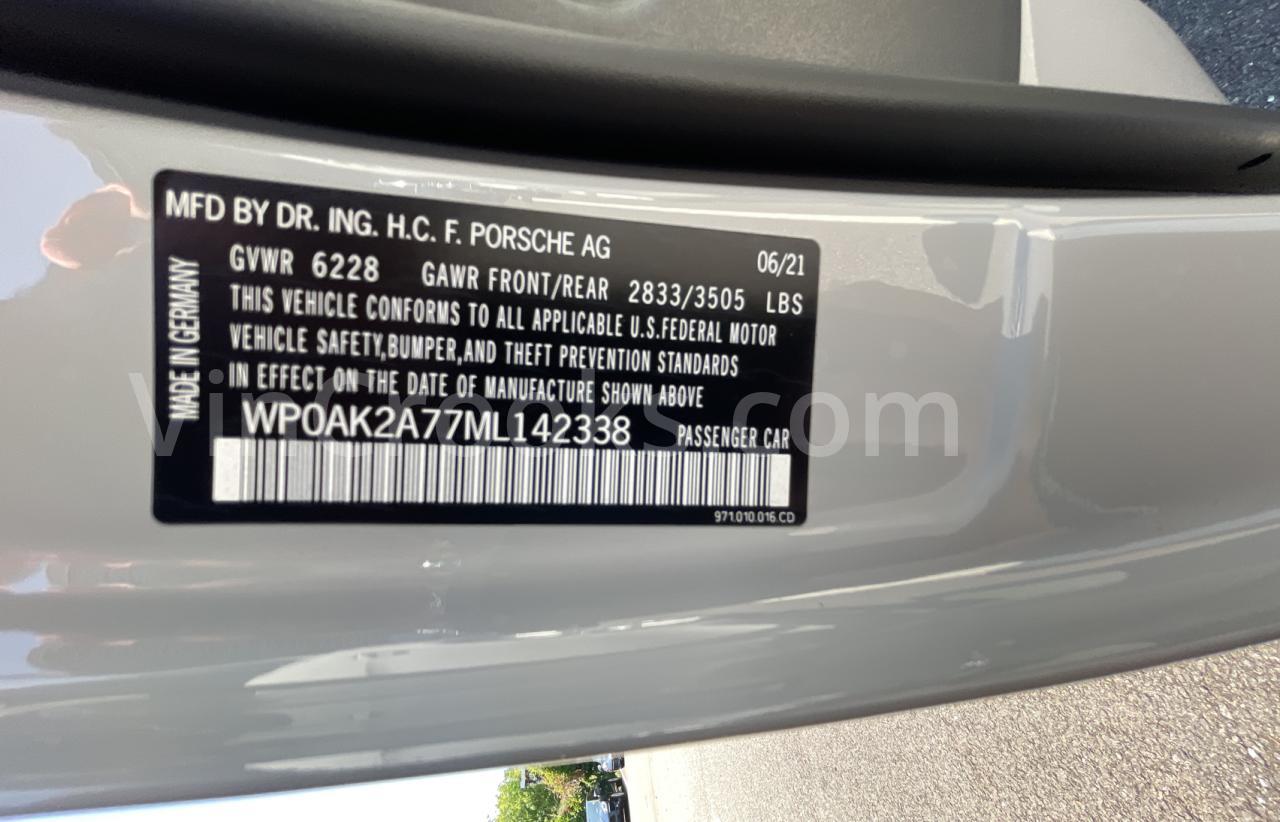 MFD BY DR. ING. H.C. F. PORSCHE AG
06/21
GVWR 6228 GAWR FRONT/REAR 2833/3505 LBS
THIS VEHICLE CONFORMS TO ALL APPLICABLE U.S.FEDERAL MOTOR
VEHICLE SAFETY,BUMPER,AND THEFT PREVENTION STANDARDS
IN EFFECT ON THE DATE OF MANUFACTURE SHOWN ABOVE
WP0AK2A77ML142338 PASSENGER CAR
971.010.016.CD
MADE IN GERMANY
VinCrooks.com